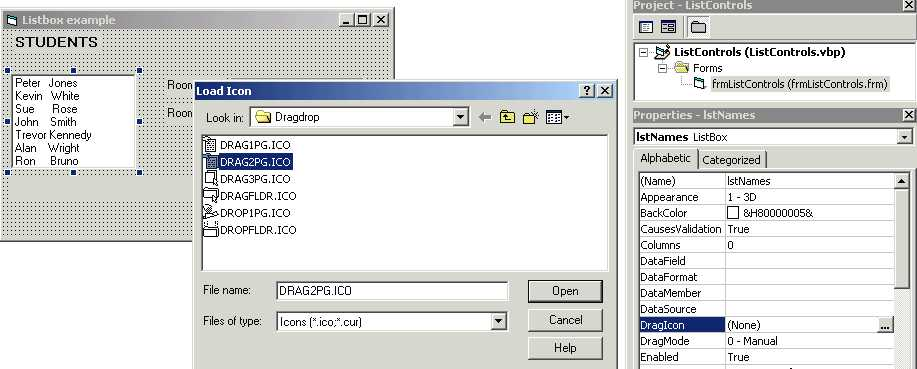 Listbox example
STUDENTS
Peter Jones
Kevin White
Sue Rose
John Smith
Trevor Kennedy
Alan Wright
Ron Bruno
Room
Room
Load Icon
Look in: Dragdrop
DRAG1PG.ICO
DRAG2PG.ICO
DRAG3PG.ICO
DRAGFLDR.ICO
DROP1PG.ICO
DROPFLDR.ICO
File name: DRAG2PG.ICO Open
Files of type: Icons (*.ico;*.cur) Cancel
Help
Project - ListControls
ListControls (ListControls.vbp)
Forms
frmListControls (frmListControls.frm)
Properties - lstNames
lstNames ListBox
Alphabetic Categorized
(Name) lstNames
Appearance 1 - 3D
BackColor &H80000005&
CausesValidation True
Columns 0
DataField
DataFormat
DataMember
DataSource
DragIcon (None) ...
DragMode 0 - Manual
Enabled True